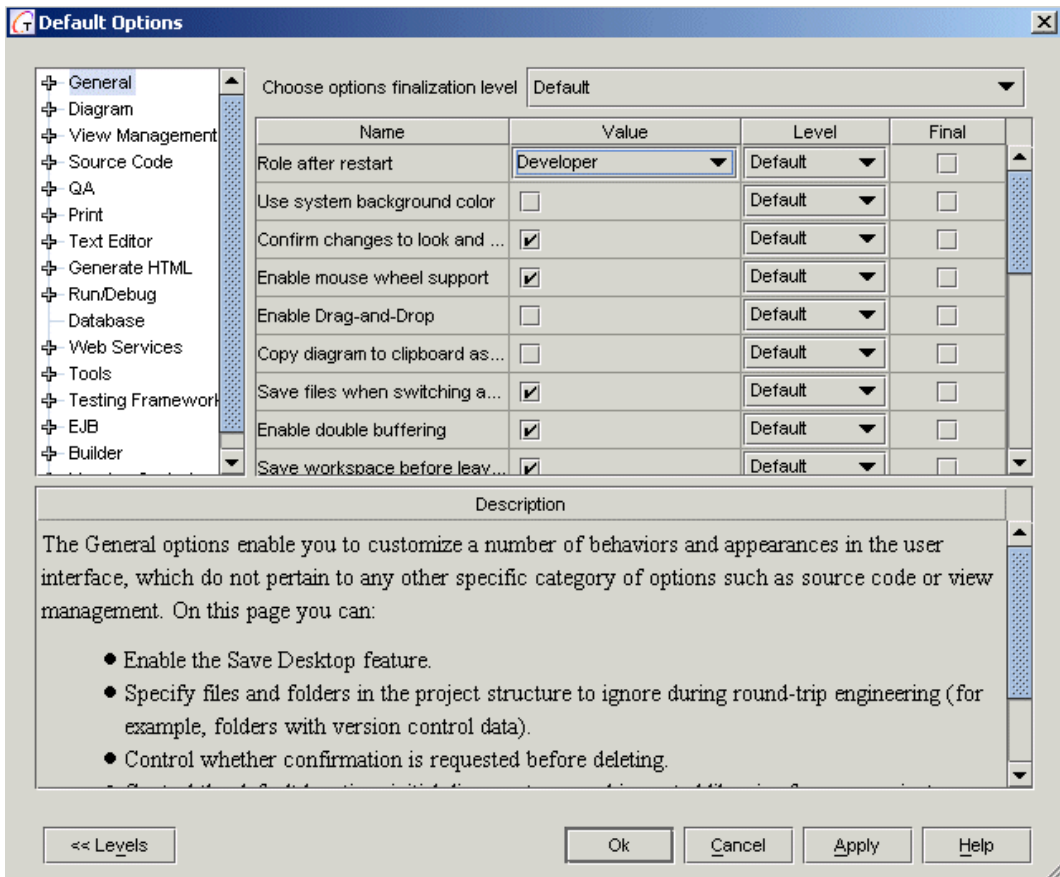 Default Options
General
Diagram
View Management
Source Code
QA
Print
Text Editor
Generate HTML
Run/Debug
Database
Web Services
Tools
Testing Framework
EJB
Builder
Choose options finalization level Default
Name Value Level Final
Role after restart Developer Default
Use system background color Default
Confirm changes to look and ... Default
Enable mouse wheel support Default
Enable Drag-and-Drop Default
Copy diagram to clipboard as... Default
Save files when switching a... Default
Enable double buffering Default
Save workspace before leav... Default
Description
The General options enable you to customize a number of behaviors and appearances in the user
interface, which do not pertain to any other specific category of options such as source code or view
management. On this page you can:
● Enable the Save Desktop feature.
● Specify files and folders in the project structure to ignore during round-trip engineering (for
example, folders with version control data).
● Control whether confirmation is requested before deleting.
<< Levels Ok Cancel Apply Help